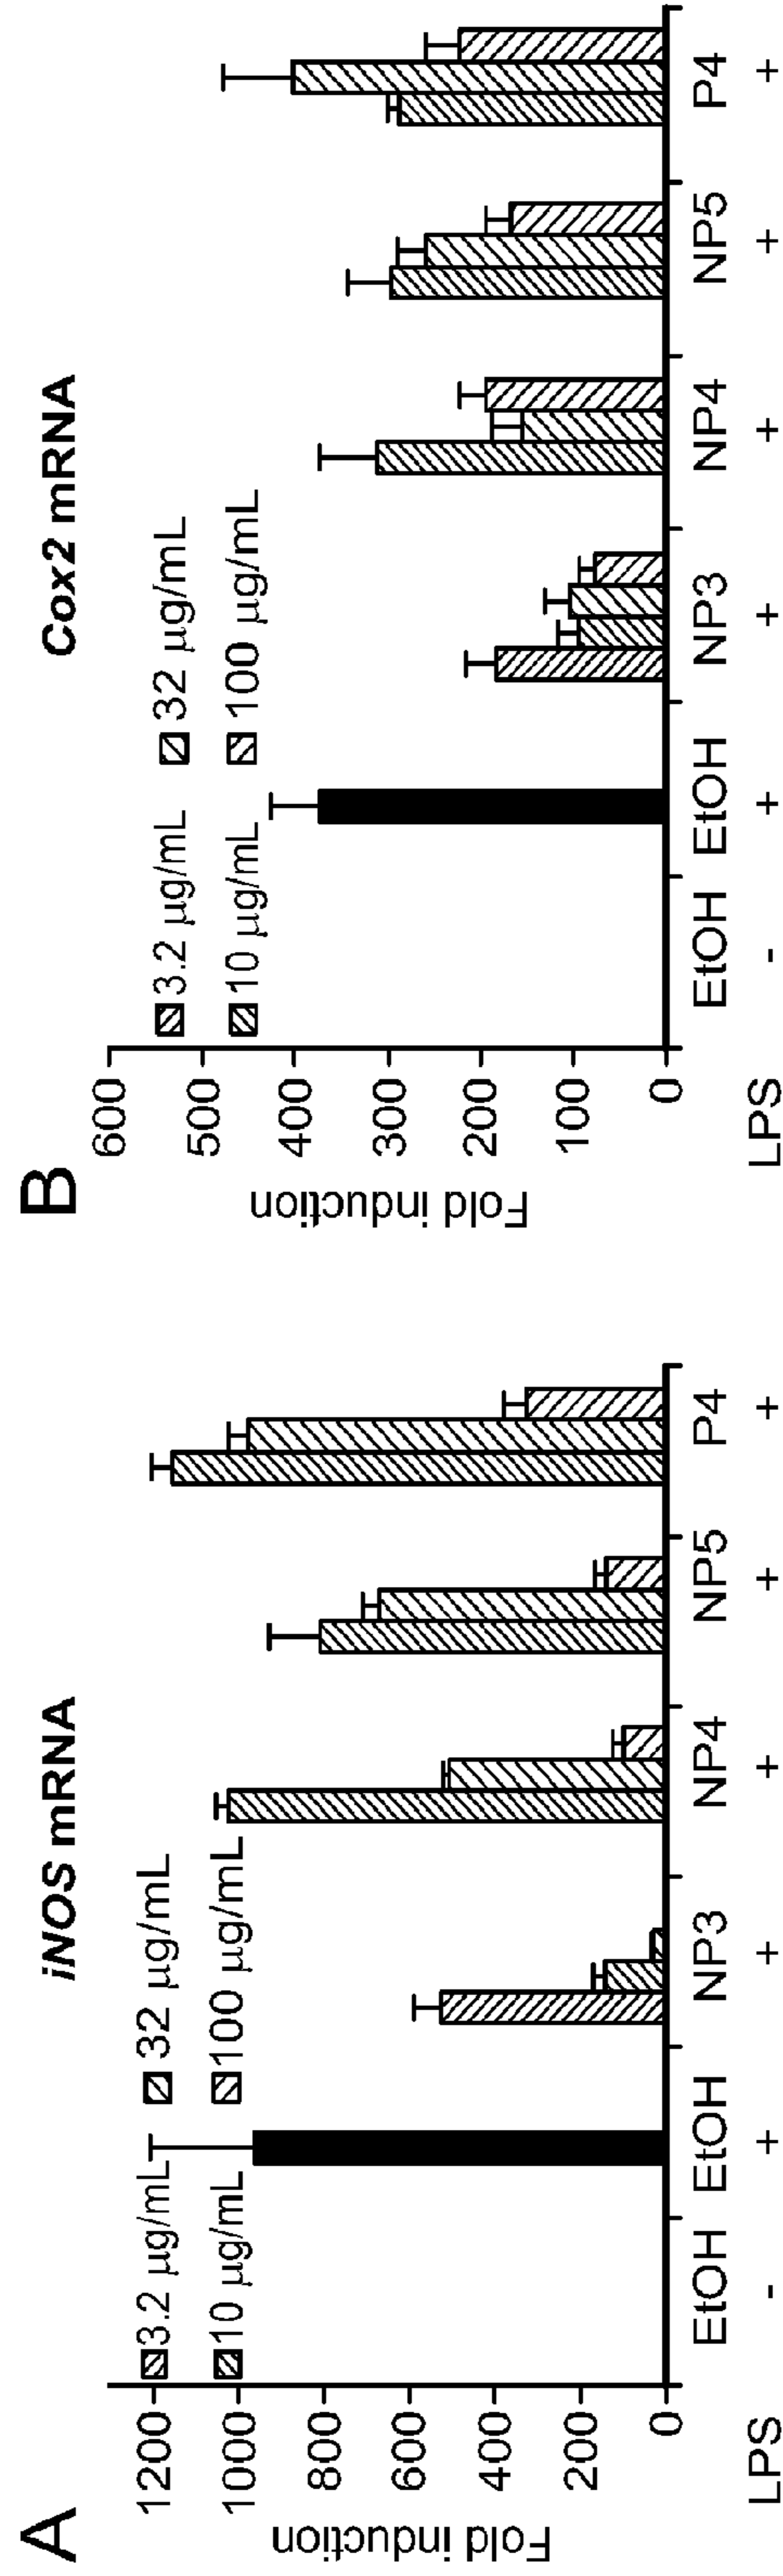 A
iNOS mRNA
3.2 µg/mL
32 µg/mL
10 µg/mL
100 µg/mL
Fold induction
1200
1000
800
600
400
200
0
EtOH EtOH NP3 NP4 NP5 P4
LPS - + + + + +
B
Cox2 mRNA
3.2 µg/mL
32 µg/mL
10 µg/mL
100 µg/mL
Fold induction
600
500
400
300
200
100
0
EtOH EtOH NP3 NP4 NP5 P4
LPS - + + + + +